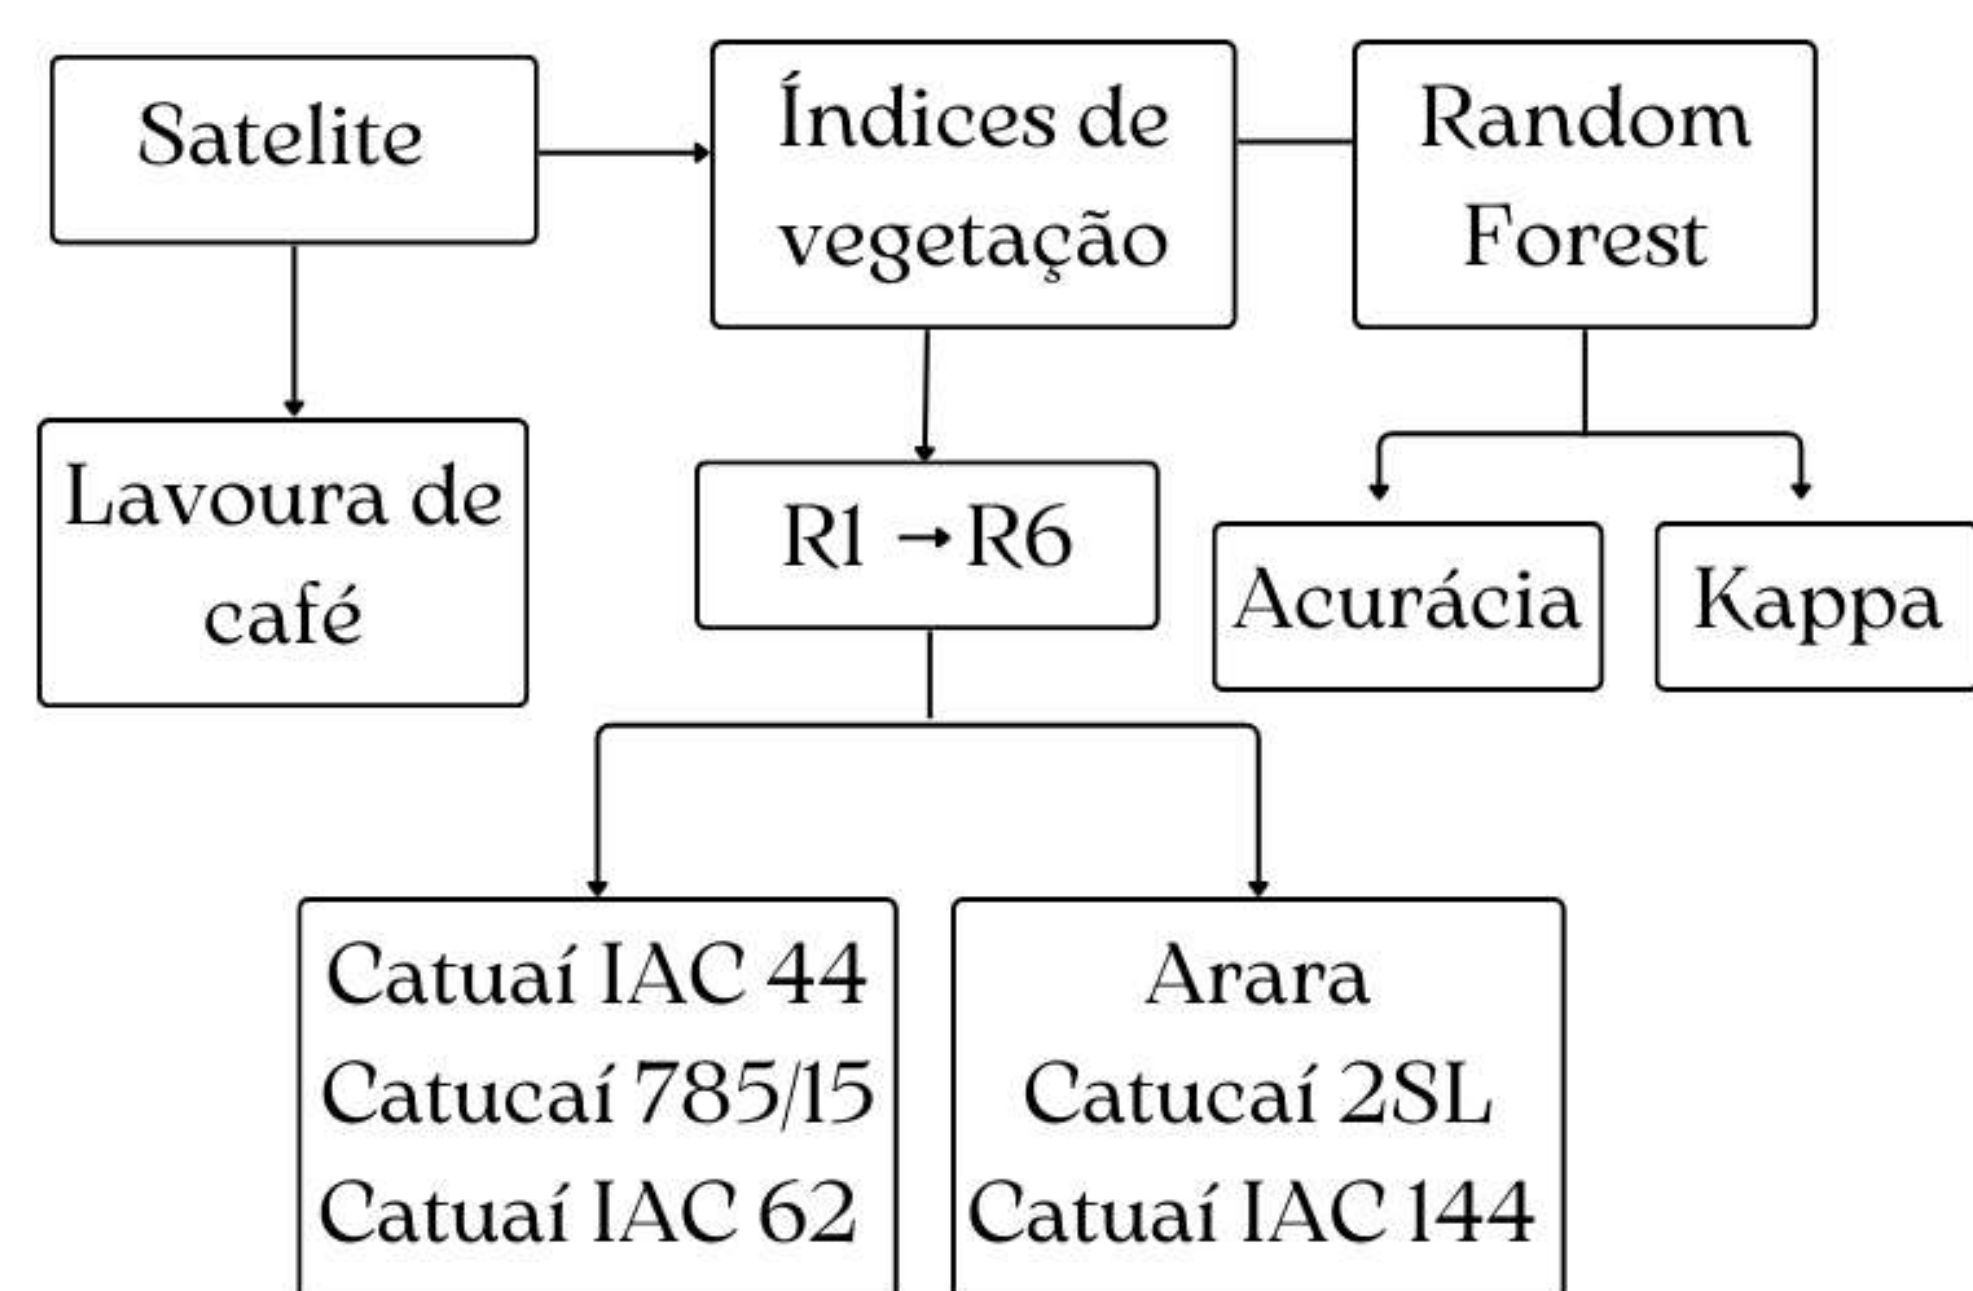 Satelite
Índices de
vegetação
Random
Forest
Lavoura de
café
R1 → R6
Acurácia
Kappa
Catuaí IAC 44
Catucaí 785/15
Catuaí IAC 62
Arara
Catucaí 2SL
Catuaí IAC 144